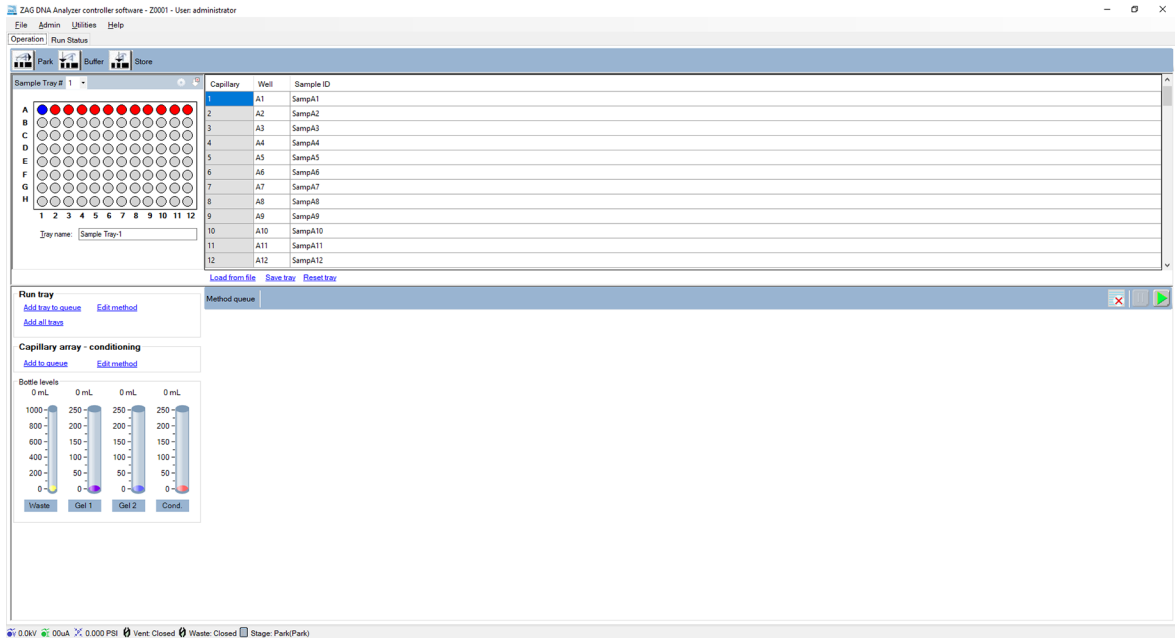 ZAG DNA Analyzer controller software - Z0001 - User: administrator
File Admin Utilities Help
Operation Run Status
Park Buffer Store
Sample Tray # 1
Capillary Well Sample ID
1 A1 SampA1
2 A2 SampA2
3 A3 SampA3
4 A4 SampA4
5 A5 SampA5
6 A6 SampA6
7 A7 SampA7
8 A8 SampA8
9 A9 SampA9
10 A10 SampA10
11 A11 SampA11
12 A12 SampA12
A
B
C
D
E
F
G
H
1 2 3 4 5 6 7 8 9 10 11 12
Tray name: Sample Tray-1
Load from file Save tray Reset tray
Run tray
Add tray to queue Edit method
Add all trays
Method queue
Capillary array - conditioning
Add to queue Edit method
Bottle levels
0 mL 0 mL 0 mL 0 mL
1000 250 250 250
800 200 200 200
600 150 150 150
400 100 100 100
200 50 50 50
0 0 0 0
Waste Gel 1 Gel 2 Cond.
0.0kV 00uA 0.000 PSI Vent: Closed Waste: Closed Stage: Park(Park)